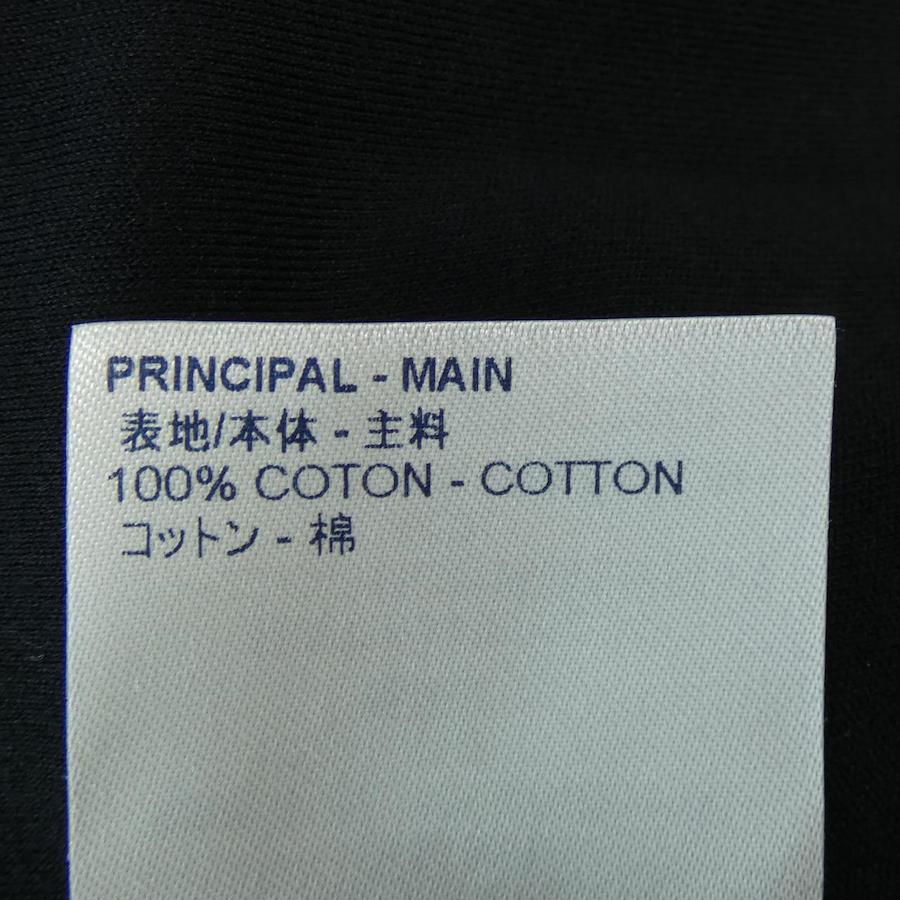 PRINCIPAL - MAIN
表地/本体 - 主料
100% COTON - COTTON
コットン - 棉